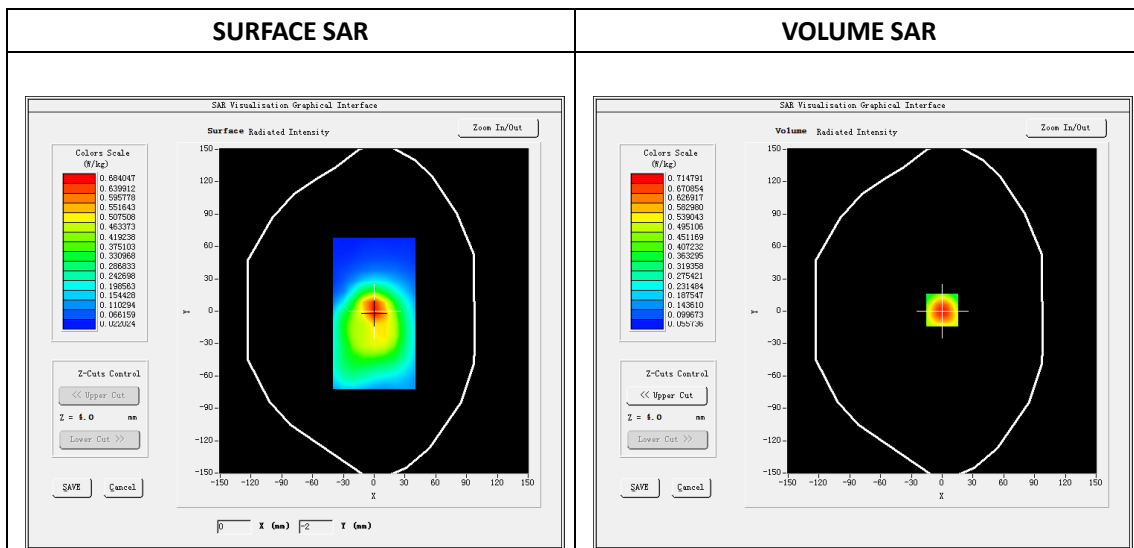 SURFACE SAR
VOLUME SAR
SAR Visualisation Graphical Interface
Surface Radiated Intensity
Zoom In/Out
Colors Scale
(W/kg)
0.684047
0.639912
0.595778
0.551643
0.507508
0.463373
0.419238
0.375103
0.330968
0.286833
0.242698
0.198563
0.154428
0.110294
0.066159
0.022024
150
120
90
60
30
0
-30
-60
-90
-120
-150
Y
-150 -120 -90 -60 -30 0 30 60 90 120 150
X
Z-Cuts Control
<< Upper Cut
Z = 4.0 mm
Lower Cut >>
SAVE Cancel
0 X (mm) -2 Y (mm)
SAR Visualisation Graphical Interface
Volume Radiated Intensity
Zoom In/Out
Colors Scale
(W/kg)
0.714791
0.670854
0.626917
0.582980
0.539043
0.495106
0.451169
0.407232
0.363295
0.319358
0.275421
0.231484
0.187547
0.143610
0.099673
0.055736
150
120
90
60
30
0
-30
-60
-90
-120
-150
Y
-150 -120 -90 -60 -30 0 30 60 90 120 150
X
Z-Cuts Control
<< Upper Cut
Z = 4.0 mm
Lower Cut >>
SAVE Cancel